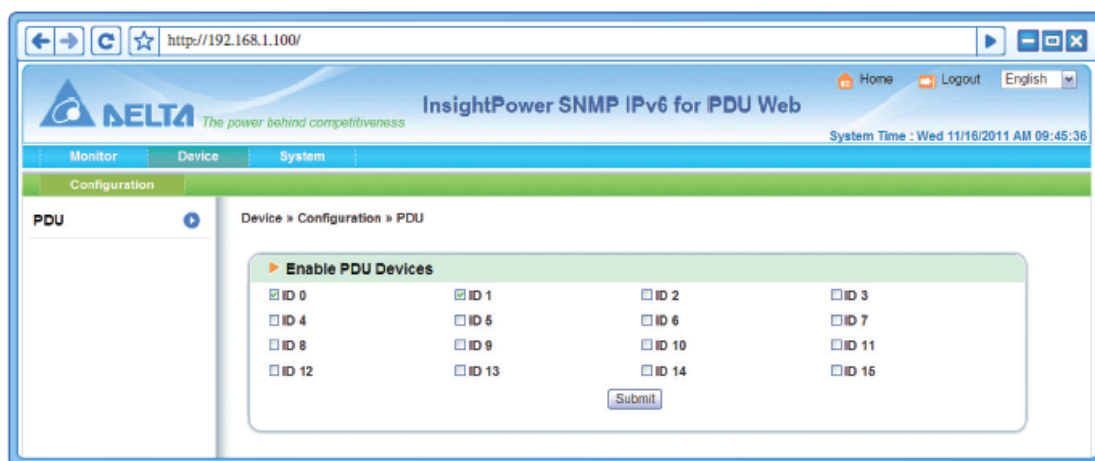 http://192.168.1.100/
Home Logout English
DELTA The power behind competitiveness
InsightPower SNMP IPv6 for PDU Web
System Time : Wed 11/16/2011 AM 09:45:36
Monitor Device System
Configuration
PDU
Device » Configuration » PDU
Enable PDU Devices
ID 0 ID 1 ID 2 ID 3
ID 4 ID 5 ID 6 ID 7
ID 8 ID 9 ID 10 ID 11
ID 12 ID 13 ID 14 ID 15
Submit